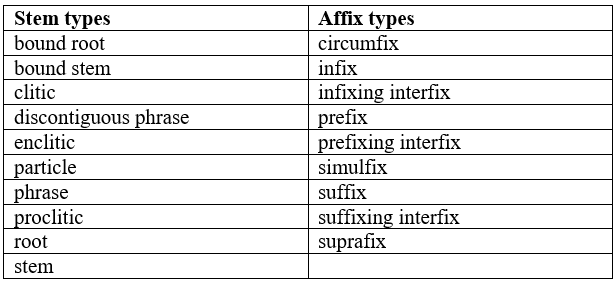 Stem types Affix types
bound root circumfix
bound stem infix
clitic infixing interfix
discontiguous phrase prefix
enclitic prefixing interfix
particle simulfix
phrase suffix
proclitic suffixing interfix
root suprafix
stem